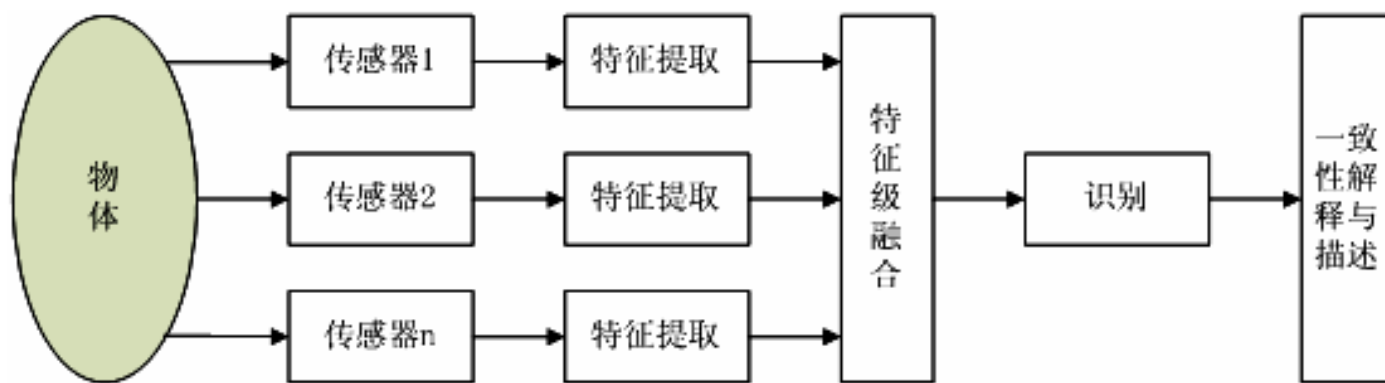 物
体
传感器1
特征提取
传感器2
特征提取
传感器n
特征提取
特
征
级
融
合
识别
一致
性解
释与
描述